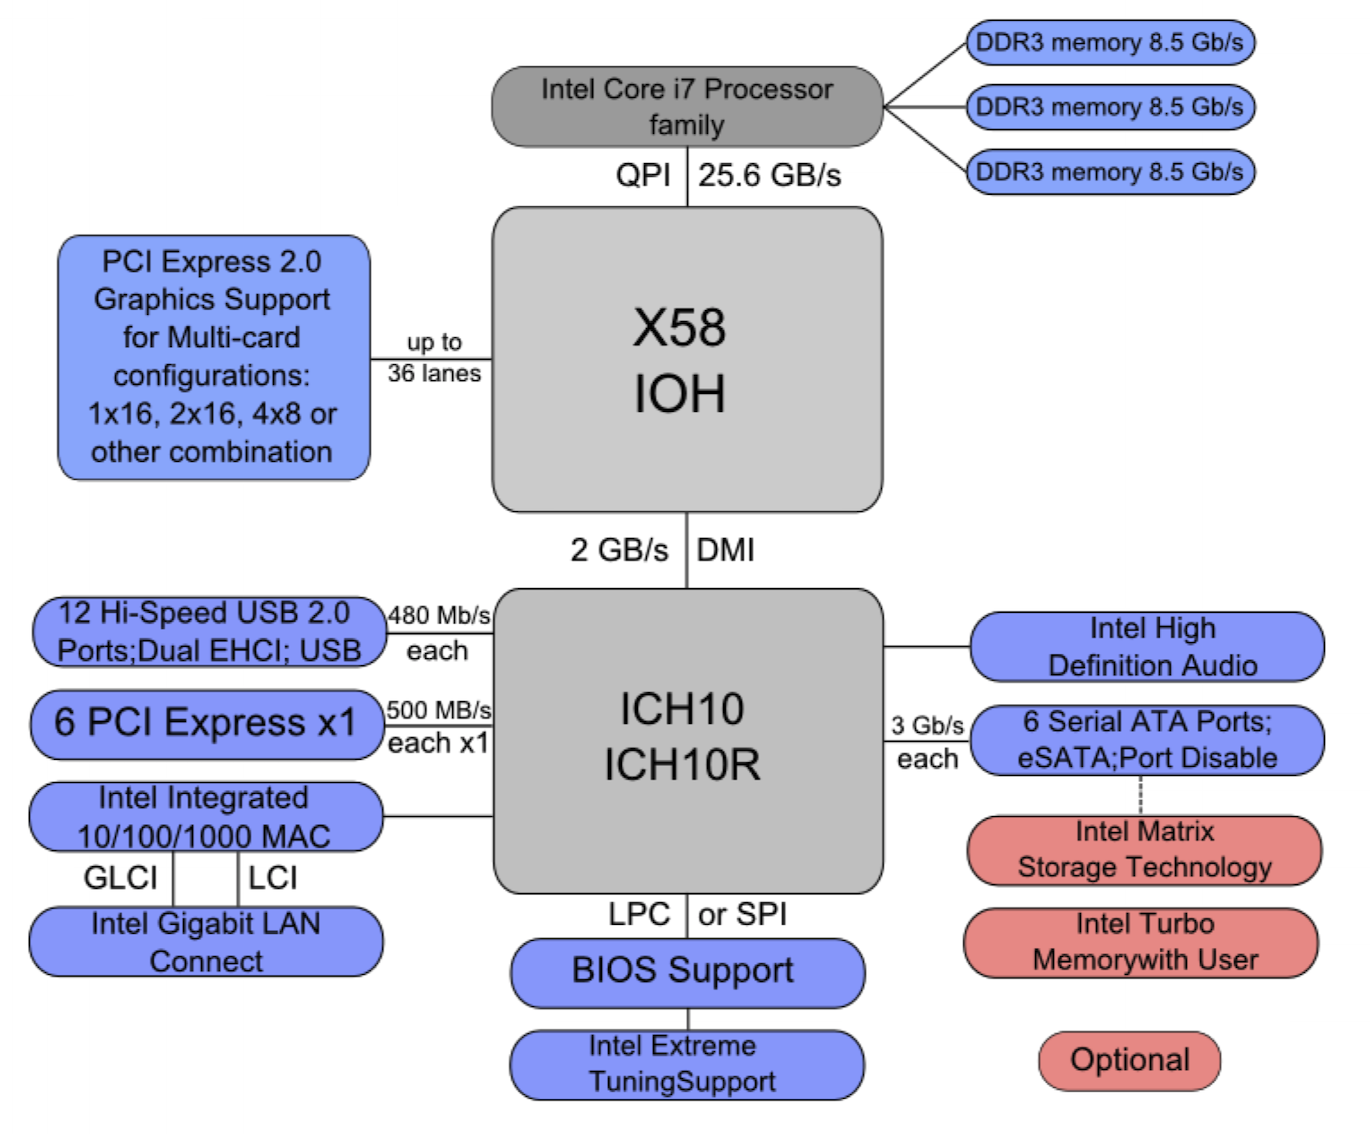 DDR3 memory 8.5 Gb/s
Intel Core i7 Processor
family
DDR3 memory 8.5 Gb/s
DDR3 memory 8.5 Gb/s
QPI 25.6 GB/s
PCI Express 2.0
Graphics Support
for Multi-card
configurations:
1x16, 2x16, 4x8 or
other combination
up to
36 lanes
X58
IOH
2 GB/s DMI
12 Hi-Speed USB 2.0
Ports;Dual EHCI; USB
480 Mb/s
each
6 PCI Express x1
500 MB/s
each x1
Intel Integrated
10/100/1000 MAC
GLCI LCI
Intel Gigabit LAN
Connect
ICH10
ICH10R
Intel High
Definition Audio
3 Gb/s
each
6 Serial ATA Ports;
eSATA;Port Disable
Intel Matrix
Storage Technology
Intel Turbo
Memorywith User
LPC or SPI
BIOS Support
Intel Extreme
TuningSupport
Optional